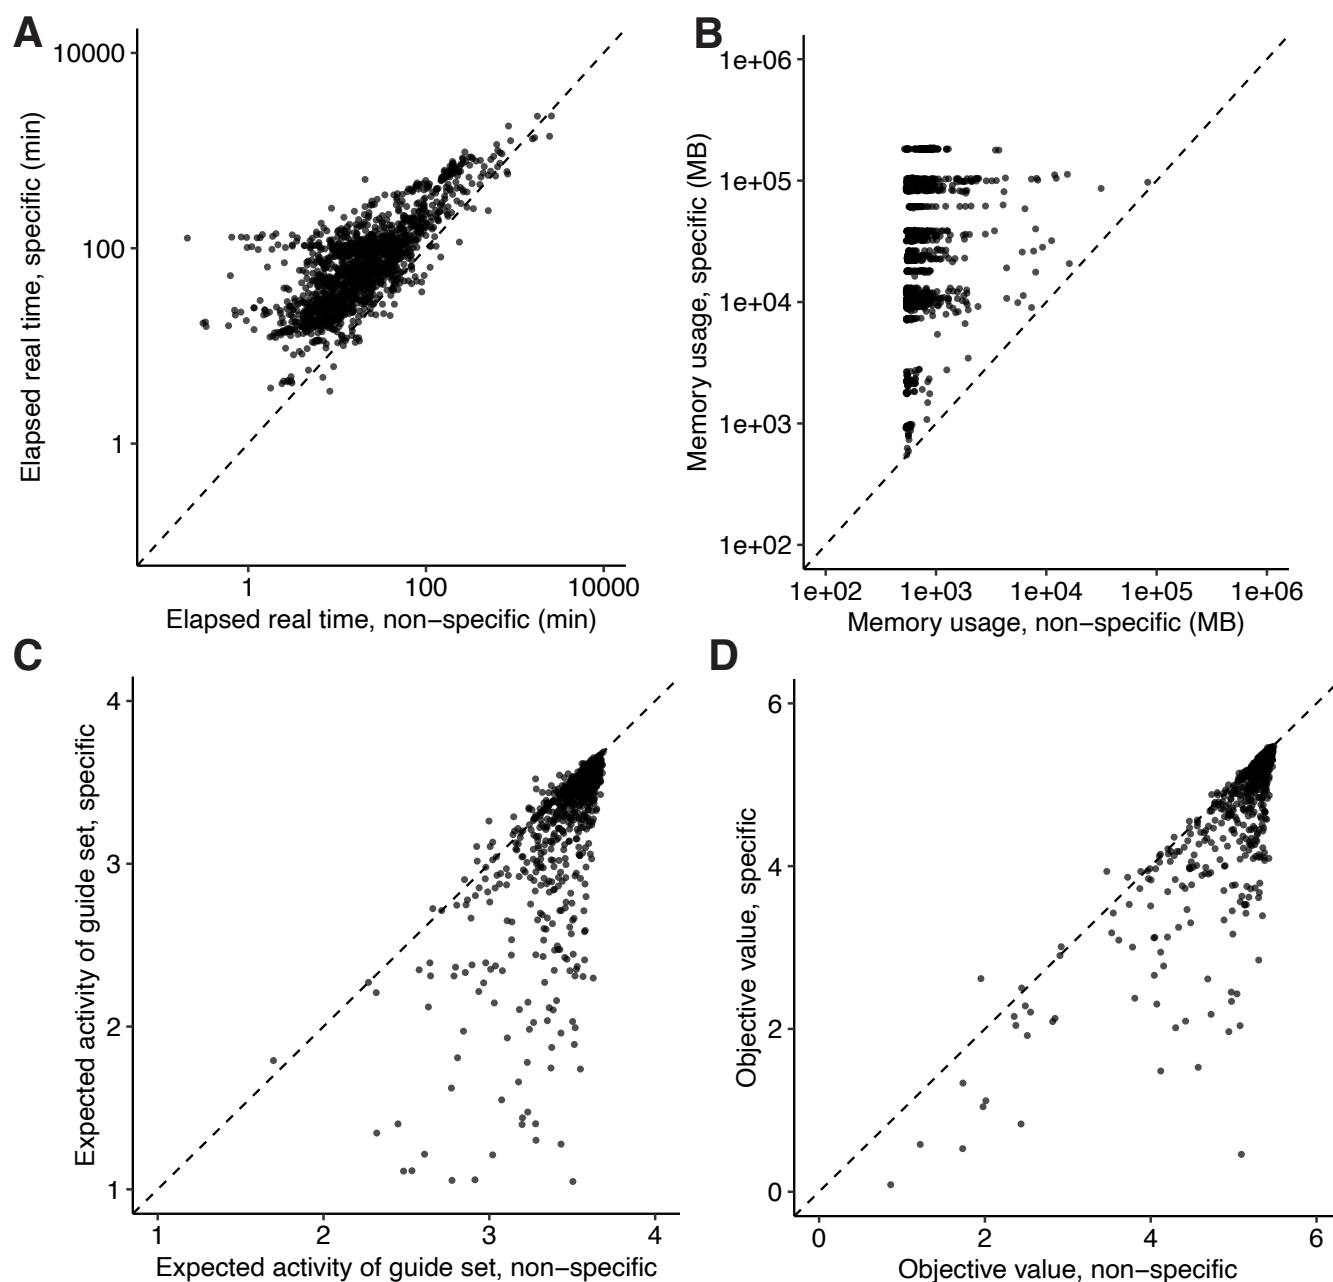 A
10000
100
1
Elapsed real time, specific (min)
1
100
10000
Elapsed real time, non−specific (min)
B
1e+06
1e+05
1e+04
1e+03
1e+02
Memory usage, specific (MB)
1e+02
1e+03
1e+04
1e+05
1e+06
Memory usage, non−specific (MB)
C
4
3
2
1
Expected activity of guide set, specific
1
2
3
4
Expected activity of guide set, non−specific
D
6
4
2
0
Objective value, specific
0
2
4
6
Objective value, non−specific